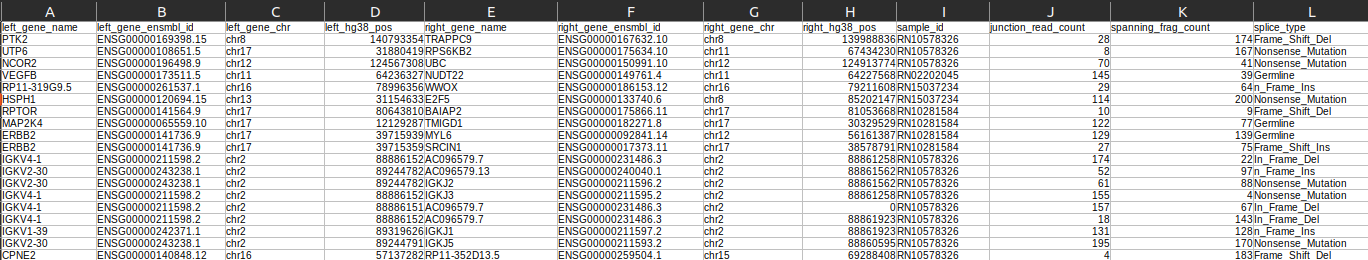 A B C D E F G H I J K L
left_gene_name left_gene_ensmbl_id left_gene_chr left_hg38_pos right_gene_name right_gene_ensmbl_id right_gene_chr right_hg38_pos sample_id junction_read_count spanning_frag_count splice_type
PTK2 ENSG00000169398.15 chr8 140793354 TRAPPC9 ENSG00000167632.10 chr8 139988836 RN10578326 28 174 Frame_Shift_Del
UTP6 ENSG00000108651.5 chr17 31880419 RPS6KB2 ENSG00000175634.10 chr11 67434230 RN10578326 8 167 Nonsense_Mutation
NCOR2 ENSG00000196498.9 chr12 124567308 UBC ENSG00000150991.10 chr12 124913774 RN10578326 70 41 Nonsense_Mutation
VEGFB ENSG00000173511.5 chr11 64236327 NUDT22 ENSG00000149761.4 chr11 64227568 RN02202045 145 39 Germline
RP11-319G9.5 ENSG00000261537.1 chr16 78996356 WWOX ENSG00000186153.12 chr16 79211608 RN15037234 29 64 n_Frame_Ins
HSPH1 ENSG00000120694.15 chr13 31154633 E2F5 ENSG00000133740.6 chr8 85202147 RN15037234 114 200 Nonsense_Mutation
RPTOR ENSG00000141564.9 chr17 80643810 BAIAP2 ENSG00000175866.11 chr17 81053668 RN10281584 10 9 Frame_Shift_Del
MAP2K4 ENSG00000065559.10 chr17 12129287 TMIGD1 ENSG00000182271.8 chr17 30329529 RN10281584 122 77 Germline
ERBB2 ENSG00000141736.9 chr17 39715939 MYL6 ENSG00000092841.14 chr12 56161387 RN10281584 129 139 Germline
ERBB2 ENSG00000141736.9 chr17 39715359 SRCIN1 ENSG00000017373.11 chr17 38578791 RN10281584 27 75 Frame_Shift_Ins
IGKV4-1 ENSG00000211598.2 chr2 88886152 AC096579.7 ENSG00000231486.3 chr2 88861258 RN10578326 174 22 In_Frame_Del
IGKV2-30 ENSG00000243238.1 chr2 89244782 AC096579.13 ENSG00000240040.1 chr2 88861562 RN10578326 52 97 n_Frame_Ins
IGKV2-30 ENSG00000243238.1 chr2 89244782 IGKJ2 ENSG00000211596.2 chr2 88861562 RN10578326 61 88 Nonsense_Mutation
IGKV4-1 ENSG00000211598.2 chr2 88886152 IGKJ3 ENSG00000211595.2 chr2 88861258 RN10578326 155 4 Nonsense_Mutation
IGKV4-1 ENSG00000211598.2 chr2 88886151 AC096579.7 ENSG00000231486.3 chr2 0 RN10578326 157 67 In_Frame_Del
IGKV4-1 ENSG00000211598.2 chr2 88886152 AC096579.7 ENSG00000231486.3 chr2 88861923 RN10578326 18 143 In_Frame_Del
IGKV1-39 ENSG00000242371.1 chr2 89319626 IGKJ1 ENSG00000211597.2 chr2 88861923 RN10578326 131 128 n_Frame_Ins
IGKV2-30 ENSG00000243238.1 chr2 89244791 IGKJ5 ENSG00000211593.2 chr2 88860595 RN10578326 195 170 Nonsense_Mutation
CPNE2 ENSG00000140848.12 chr16 57137282 RP11-352D13.5 ENSG00000259504.1 chr15 69288408 RN10578326 4 183 Frame_Shift_Del